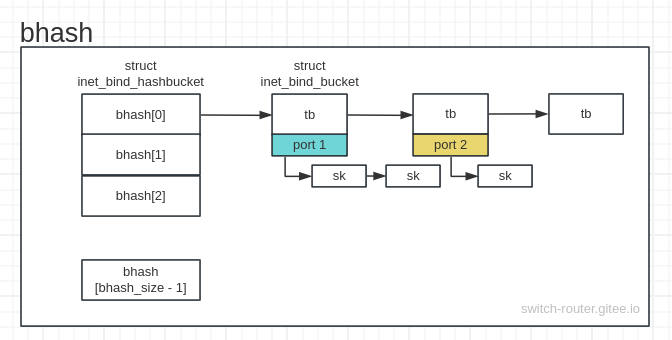 bhash
struct
inet_bind_hashbucket
struct
inet_bind_bucket
bhash[0]
tb
tb
tb
port 1
port 2
bhash[1]
sk
sk
sk
bhash[2]
bhash
[bhash_size - 1]
switch-router.gitee.io